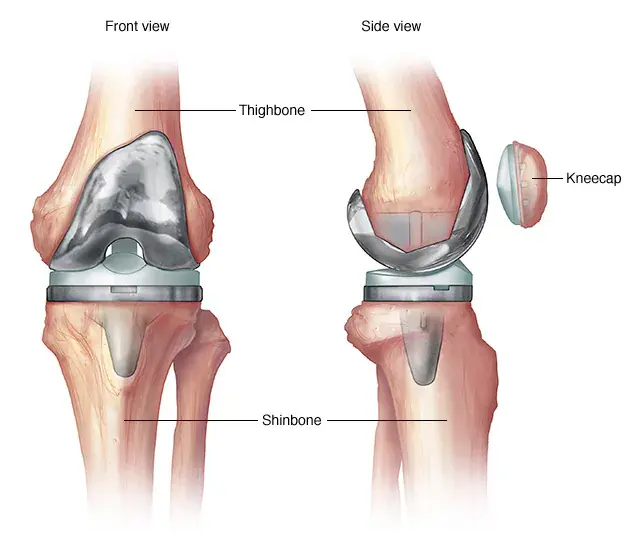 Front view
Side view
Thighbone
Kneecap
Shinbone